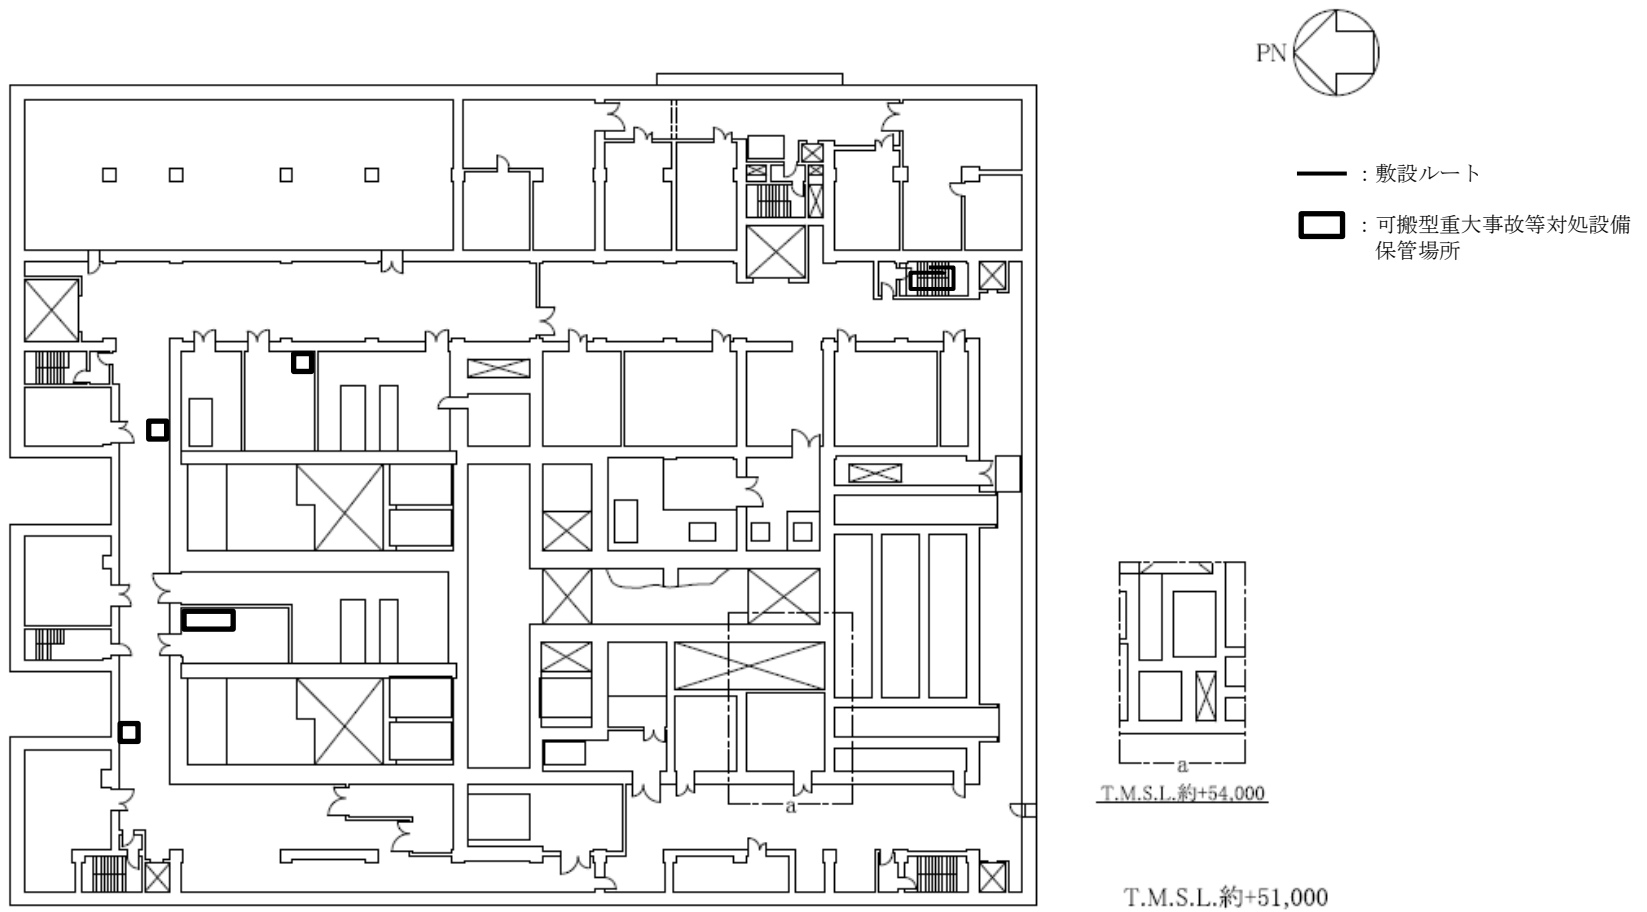 PN
：敷設ルート
：可搬型重大事故等対処設備
保管場所
a
T.M.S.L.約+54,000
a
T.M.S.L.約+51,000